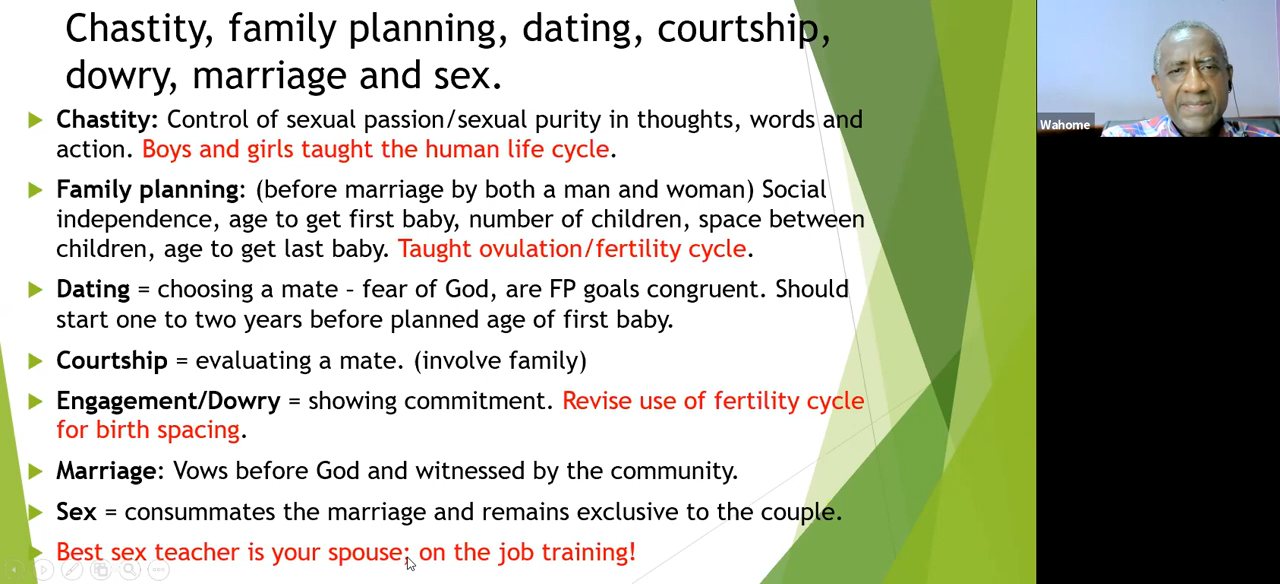 Chastity, family planning, dating, courtship,
dowry, marriage and sex.
Chastity: Control of sexual passion/sexual purity in thoughts, words and
action. Boys and girls taught the human life cycle.
Family planning: (before marriage by both a man and woman) Social
independence, age to get first baby, number of children, space between
children, age to get last baby. Taught ovulation/fertility cycle.
Dating = choosing a mate – fear of God, are FP goals congruent. Should
start one to two years before planned age of first baby.
Courtship = evaluating a mate. (involve family)
Engagement/Dowry = showing commitment. Revise use of fertility cycle
for birth spacing.
Marriage: Vows before God and witnessed by the community.
Sex = consummates the marriage and remains exclusive to the couple.
Best sex teacher is your spouse; on the job training!
Wahome